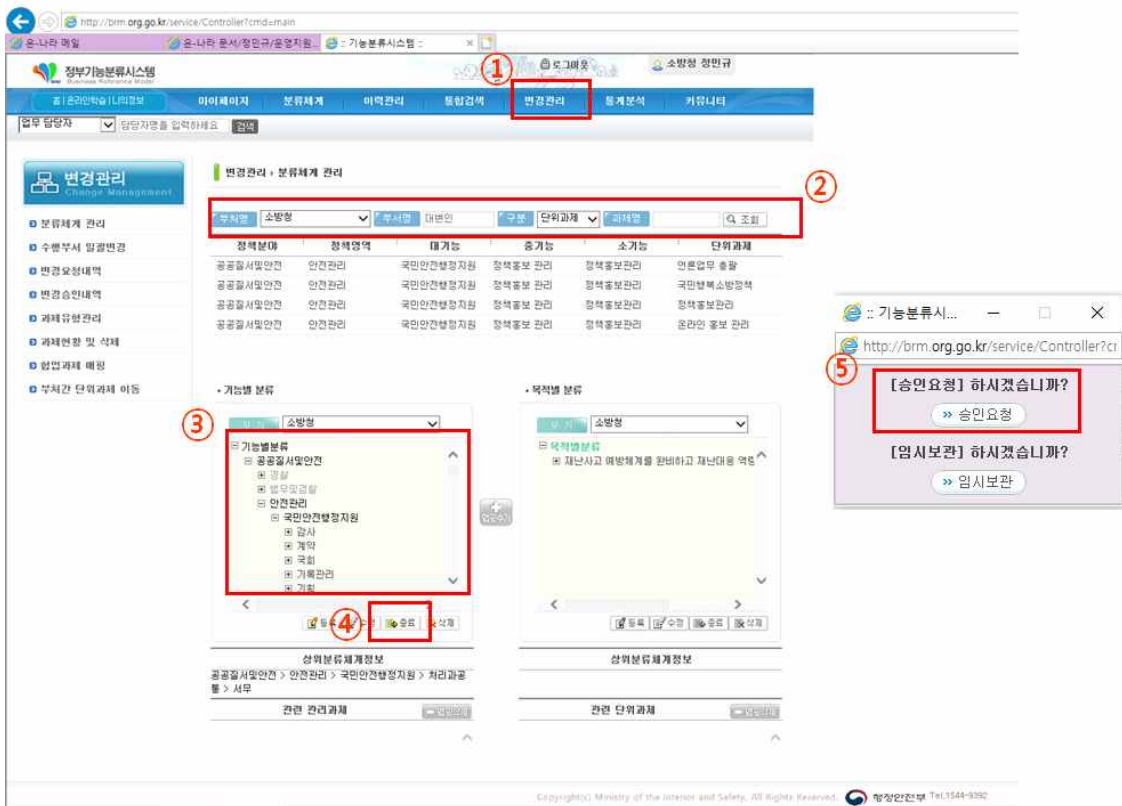 http://brm.org.go.kr/service/Controller?cmd=main
온-나라 메일
온-나라 문서/정민규/운영지원...
:: 기능분류시스템 ::
①
정부기능분류시스템
Business Reference Model
로그아웃
소방청 정민규
홈 | 온라인학습 | 나의정보
마이페이지 분류체계 이력관리 통합검색 변경관리 통계분석 커뮤니티
업무 담당자 담당자명을 입력하세요 검색
변경관리
Change Management
분류체계 관리
수행부서 일괄변경
변경요청내역
변경승인내역
과제유형관리
과제현황 및 삭제
협업과제 매핑
부처간 단위과제 이동
변경관리 › 분류체계 관리
②
부처명 소방청 부서명 대변인 구분 단위과제 과제명 조회
정책분야 정책영역 대기능 중기능 소기능 단위과제
공공질서및안전 안전관리 국민안전행정지원 정책홍보 관리 정책홍보관리 언론업무 총괄
공공질서및안전 안전관리 국민안전행정지원 정책홍보 관리 정책홍보관리 국민행복소방정책
공공질서및안전 안전관리 국민안전행정지원 정책홍보 관리 정책홍보관리 정책홍보관리
공공질서및안전 안전관리 국민안전행정지원 정책홍보 관리 정책홍보관리 온라인 홍보 관리
• 기능별 분류
③
소방청
기능별분류
공공질서및안전
경찰
법무및검찰
안전관리
국민안전행정지원
감사
계약
국회
기록관리
기획
④
등록 수정 종료 삭제
상위분류체계정보
공공질서및안전 > 안전관리 > 국민안전행정지원 > 처리과공
통 > 서무
관련 관리과제
• 목적별 분류
소방청
목적별분류
재난사고 예방체계를 완비하고 재난대응 역량
등록 수정 종료 삭제
상위분류체계정보
관련 단위과제
:: 기능분류시...
http://brm.org.go.kr/service/Controller?cr
⑤
[승인요청] 하시겠습니까?
» 승인요청
[임시보관] 하시겠습니까?
» 임시보관
Copyright(c) Ministry of the Interior and Safety, All Rights Reserved.
행정안전부 Tel.1544-9392